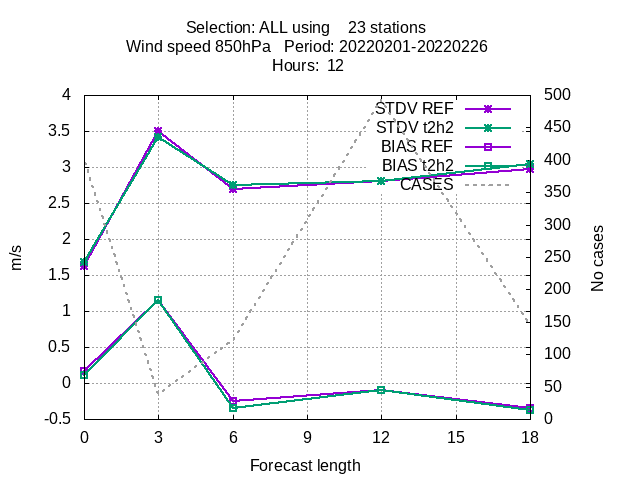 Selection: ALL using    23 stations
Wind speed 850hPa   Period: 20220201-20220226
Hours:  12
m/s
No cases
4
3.5
3
2.5
2
1.5
1
0.5
0
-0.5
500
450
400
350
300
250
200
150
100
50
0
STDV REF
STDV t2h2
BIAS REF
BIAS t2h2
CASES
0 3 6 9 12 15 18
Forecast length